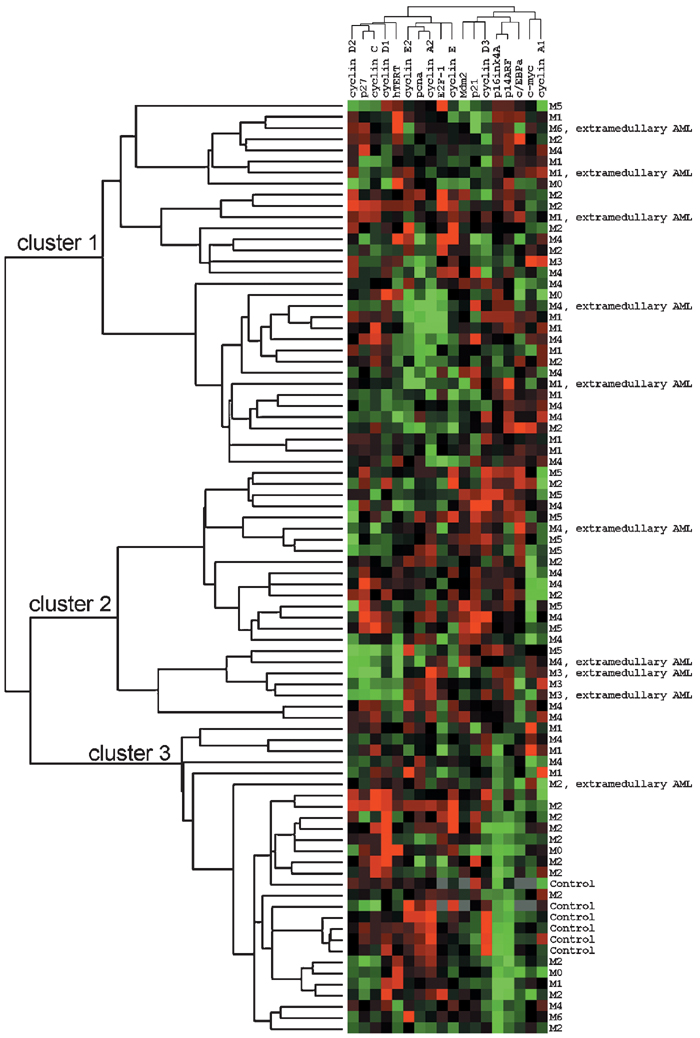 cyclin D2
p27
cyclin C
cyclin D1
hTERT
cyclin E2
pcna
cyclin A2
E2F-1
cyclin E
Mdm2
p21
cyclin D3
p16ink4A
p14ARF
c/EBPa
c-myc
cyclin A1
M5
M1
M6, extramedullary AML
M2
M4
M1
M1, extramedullary AML
M0
M2
M2
M1, extramedullary AML
M2
cluster 1
M4
M2
M3
M4
M4
M0
M4, extramedullary AML
M1
M1
M4
M1
M2
M4
M1, extramedullary AML
M1
M4
M4
M2
M1
M1
M4
M5
M2
M5
M4
M5
M4, extramedullary AML
M5
M5
M2
M4
M4
M2
cluster 2
M5
M4
M5
M4
M5
M4, extramedullary AML
M3, extramedullary AML
M3
M3, extramedullary AML
M4
M4
M1
M4
M1
cluster 3
M4
M1
M2, extramedullary AML
M2
M2
M2
M2
M0
M2
M2
Control
M2
Control
Control
Control
Control
Control
M2
M0
M1
M2
M4
M6
M2